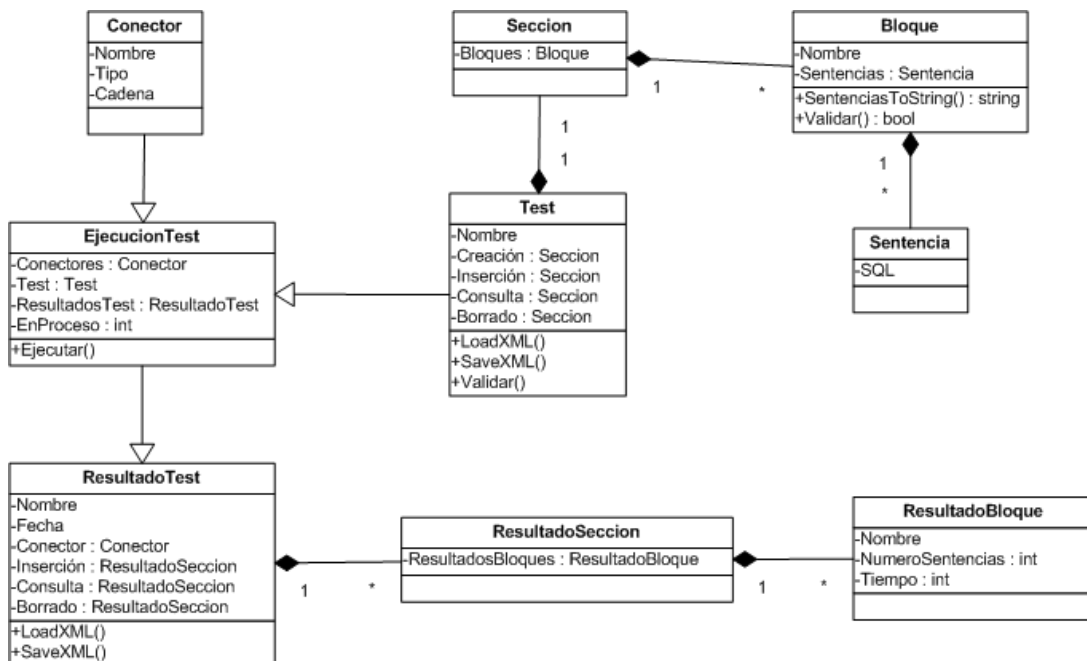 Conector
-Nombre
-Tipo
-Cadena
Seccion
-Bloques : Bloque
1
*
Bloque
-Nombre
-Sentencias : Sentencia
+SentenciasToString() : string
+Validar() : bool
1
*
Sentencia
-SQL
1
1
Test
-Nombre
-Creación : Seccion
-Inserción : Seccion
-Consulta : Seccion
-Borrado : Seccion
+LoadXML()
+SaveXML()
+Validar()
EjecucionTest
-Conectores : Conector
-Test : Test
-ResultadosTest : ResultadoTest
-EnProceso : int
+Ejecutar()
ResultadoTest
-Nombre
-Fecha
-Conector : Conector
-Inserción : ResultadoSeccion
-Consulta : ResultadoSeccion
-Borrado : ResultadoSeccion
+LoadXML()
+SaveXML()
1
*
ResultadoSeccion
-ResultadosBloques : ResultadoBloque
1
*
ResultadoBloque
-Nombre
-NumeroSentencias : int
-Tiempo : int